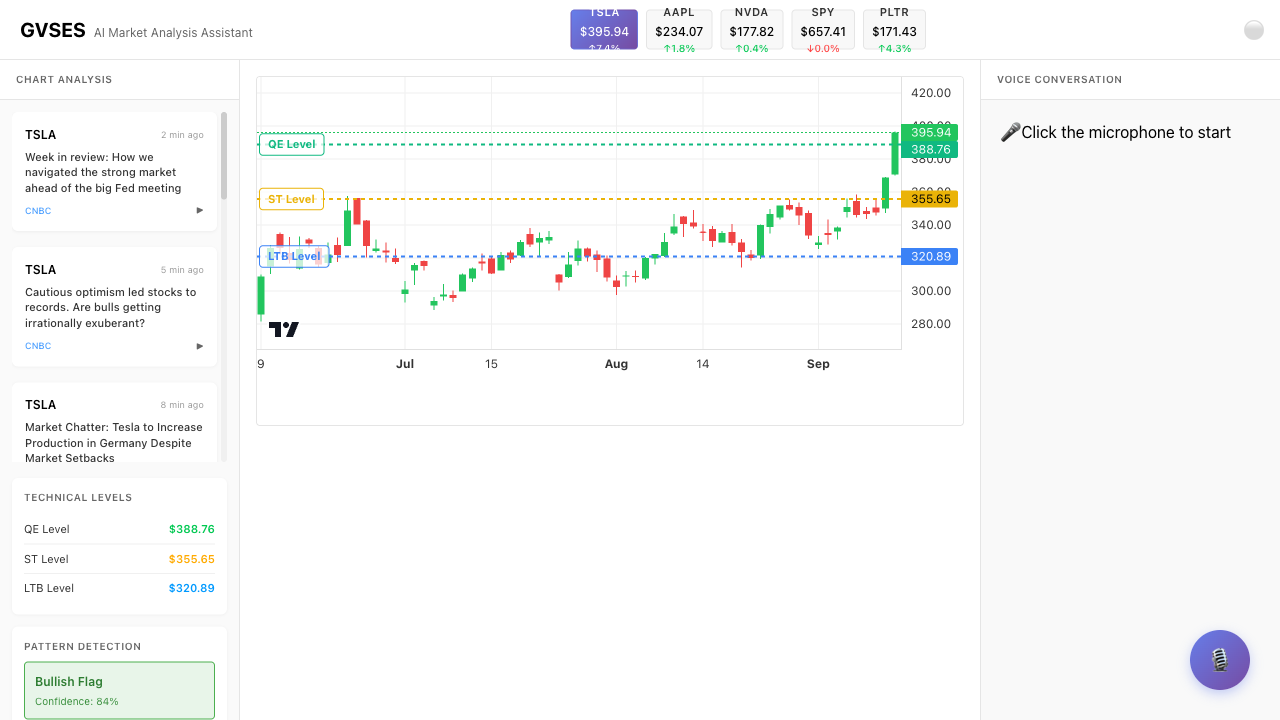 GVSES AI Market Analysis Assistant
TSLA
$395.94
↑7.4%
AAPL
$234.07
↑1.8%
NVDA
$177.82
↑0.4%
SPY
$657.41
↓0.0%
PLTR
$171.43
↑4.3%
CHART ANALYSIS
TSLA 2 min ago
Week in review: How we
navigated the strong market
ahead of the big Fed meeting
CNBC
TSLA 5 min ago
Cautious optimism led stocks to
records. Are bulls getting
irrationally exuberant?
CNBC
TSLA 8 min ago
Market Chatter: Tesla to Increase
Production in Germany Despite
Market Setbacks
TECHNICAL LEVELS
QE Level $388.76
ST Level $355.65
LTB Level $320.89
PATTERN DETECTION
Bullish Flag
Confidence: 84%
QE Level
ST Level
LTB Level
420.00
400.00
395.94
388.76
380.00
360.00
355.65
340.00
320.89
300.00
280.00
9 Jul 15 Aug 14 Sep
VOICE CONVERSATION
Click the microphone to start